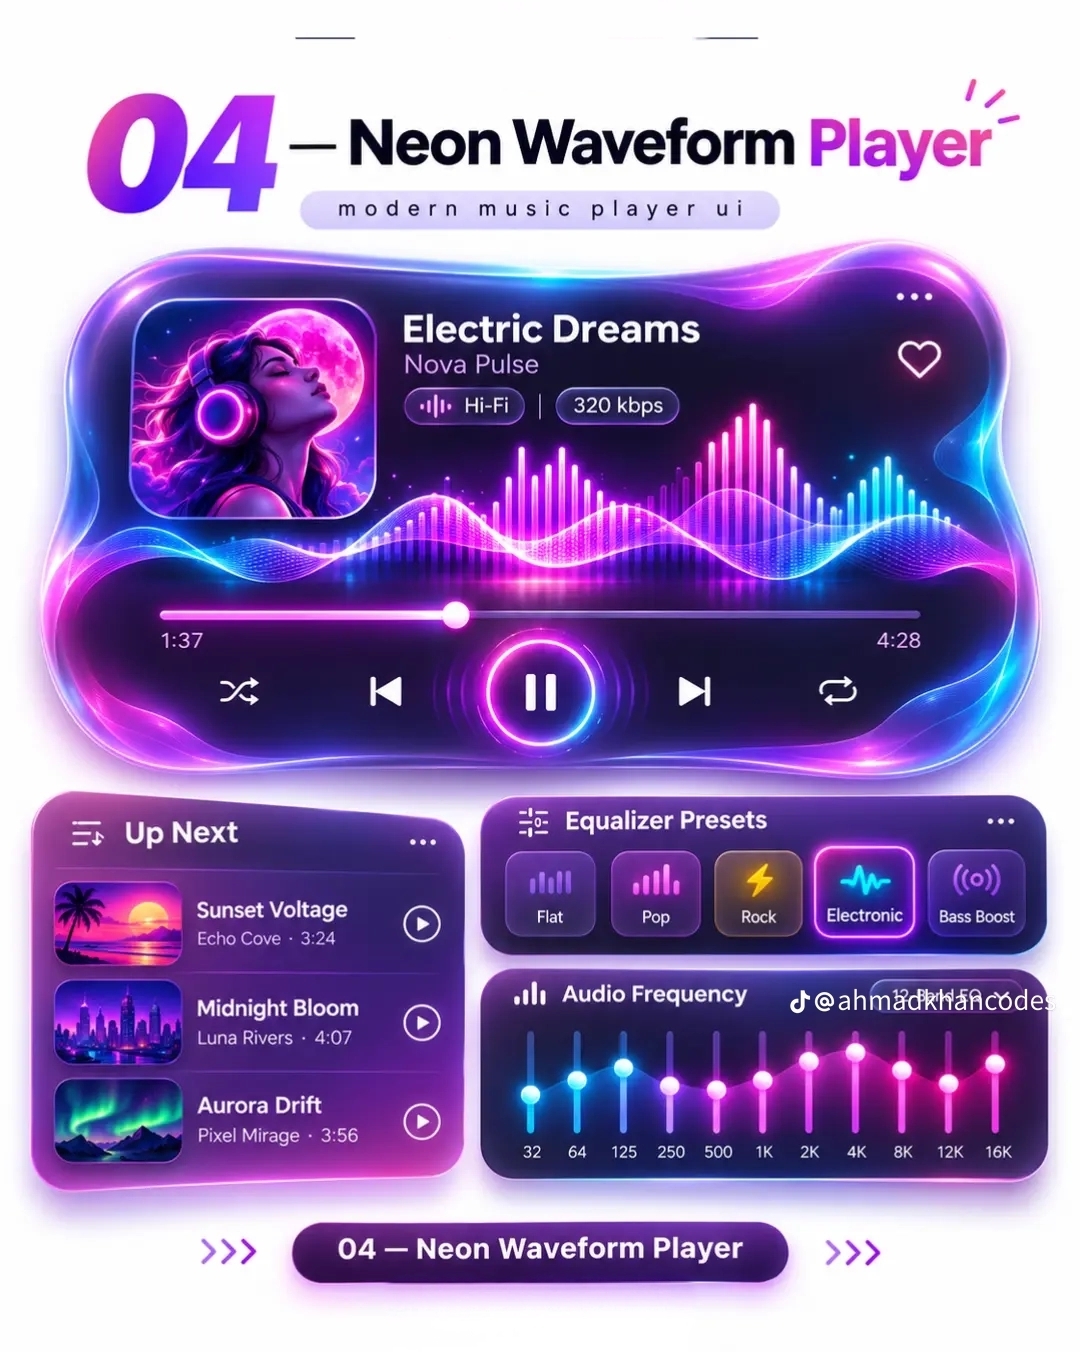 04 — Neon Waveform Player
modern music player ui
Electric Dreams
Nova Pulse
Hi-Fi | 320 kbps
1:37
4:28
Up Next
Sunset Voltage
Echo Cove · 3:24
Midnight Bloom
Luna Rivers · 4:07
Aurora Drift
Pixel Mirage · 3:56
Equalizer Presets
Flat
Pop
Rock
Electronic
Bass Boost
Audio Frequency
12-Band EQ
@ahmadkhancodes
32 64 125 250 500 1K 2K 4K 8K 12K 16K
04 — Neon Waveform Player